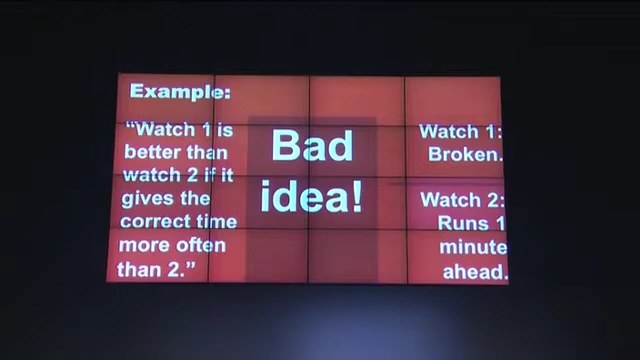 Example:
“Watch 1 is
better than
watch 2 if it
gives the
correct time
more often
than 2.”
Bad
idea!
Watch 1:
Broken.
Watch 2:
Runs 1
minute
ahead.